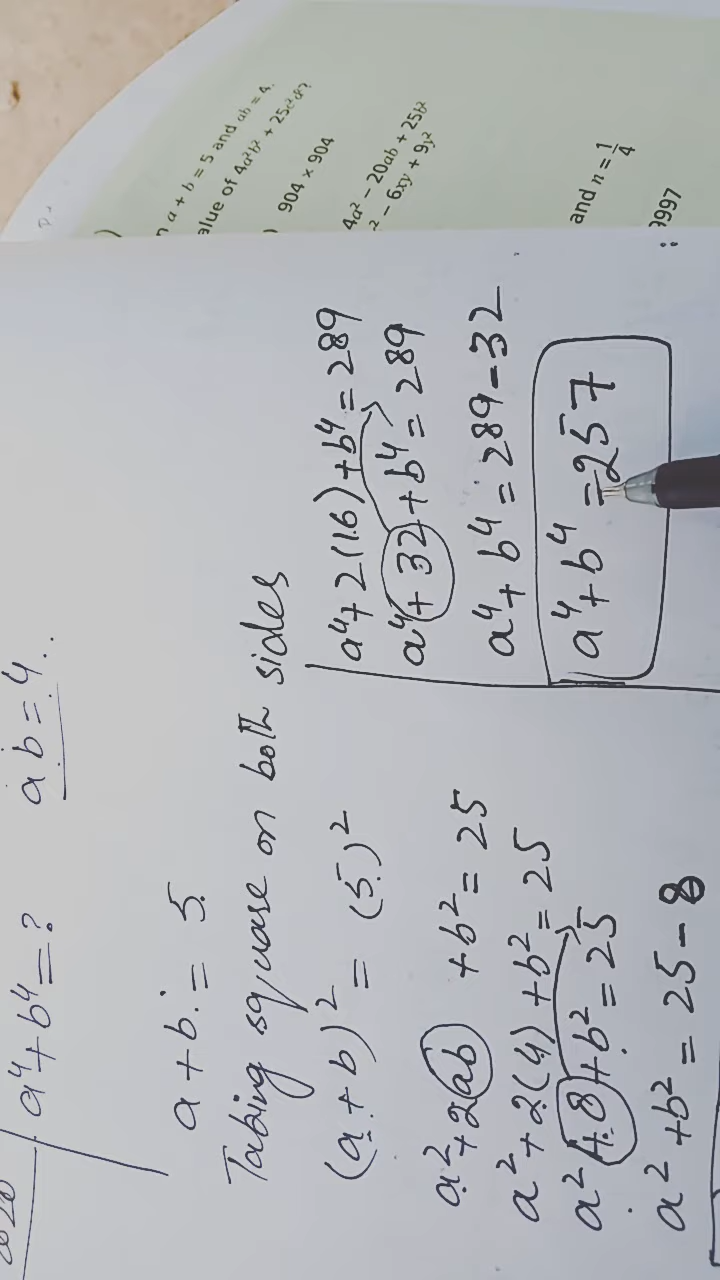 a + b = 5 and ab = 4.
value of 4a²b² + 25c²d²?
904 × 904
4a² − 20ab + 25b²
² − 6xy + 9y²
and n = 1/4
9997
a⁴+b⁴=?
ab=4..
a+b=5
Taking square on both sides
(a+b)²=(5)²
a²+2ab +b²=25
a²+2(4)+b²=25
a²+8+b²=25
a²+b²=25-8
a⁴+2(16)+b⁴=289
a⁴+32+b⁴=289
a⁴+b⁴=289-32
a⁴+b⁴=257